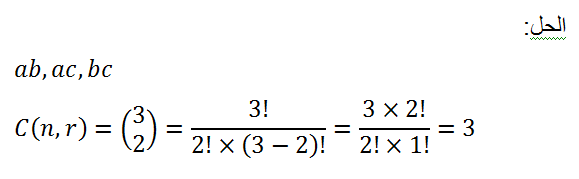 الحل:
ab, ac, bc
C(n, r) = (3 2) = 3! / 2! × (3 − 2)! = 3 × 2! / 2! × 1! = 3